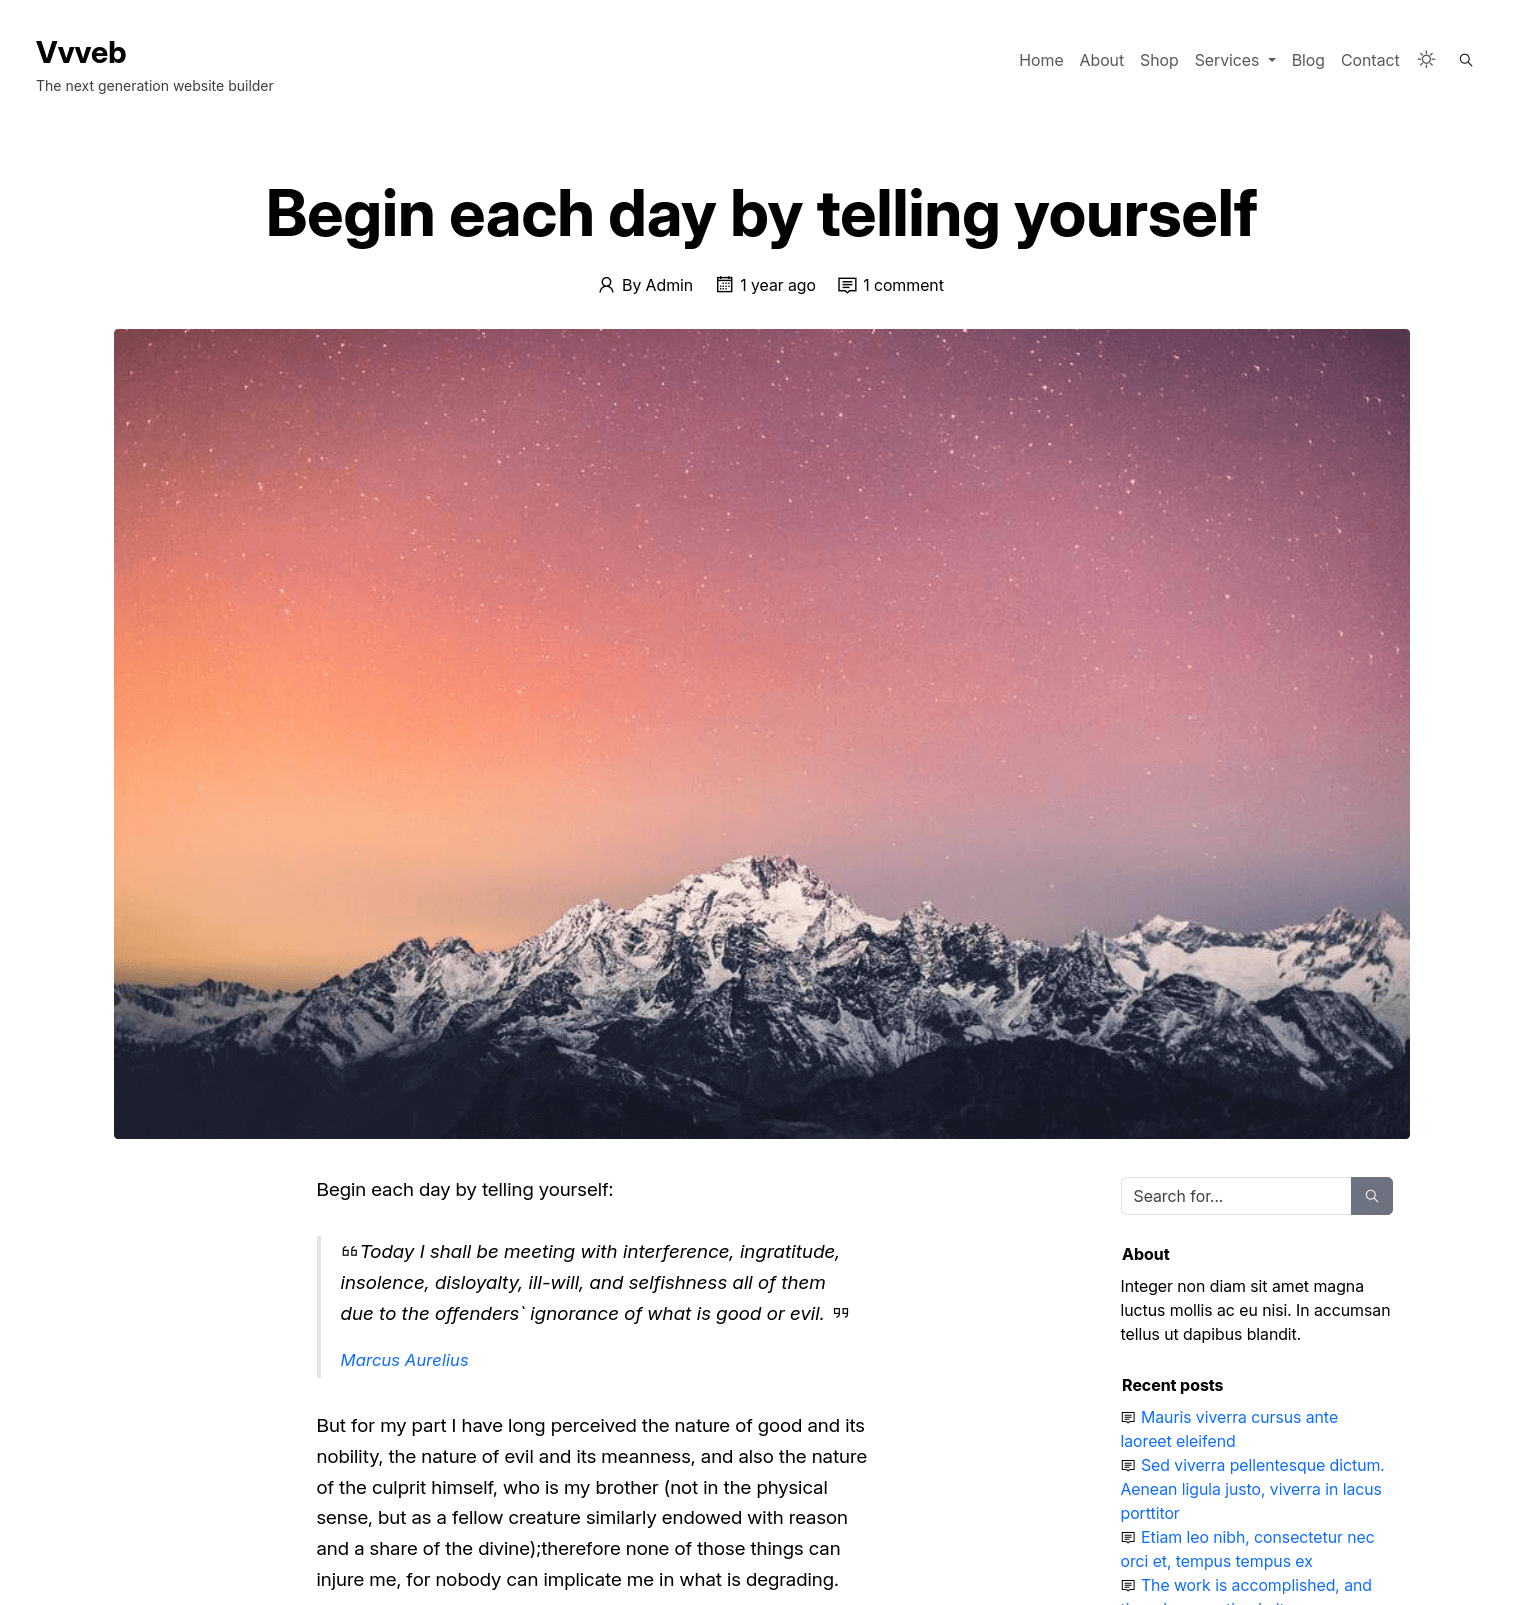 Vvveb
The next generation website builder
Home About Shop Services Blog Contact
Begin each day by telling yourself
By Admin 1 year ago 1 comment
Begin each day by telling yourself:
Today I shall be meeting with interference, ingratitude,
insolence, disloyalty, ill-will, and selfishness all of them
due to the offenders` ignorance of what is good or evil.
Marcus Aurelius
But for my part I have long perceived the nature of good and its
nobility, the nature of evil and its meanness, and also the nature
of the culprit himself, who is my brother (not in the physical
sense, but as a fellow creature similarly endowed with reason
and a share of the divine);therefore none of those things can
injure me, for nobody can implicate me in what is degrading.
Search for...
About
Integer non diam sit amet magna
luctus mollis ac eu nisi. In accumsan
tellus ut dapibus blandit.
Recent posts
Mauris viverra cursus ante
laoreet eleifend
Sed viverra pellentesque dictum.
Aenean ligula justo, viverra in lacus
porttitor
Etiam leo nibh, consectetur nec
orci et, tempus tempus ex
The work is accomplished, and